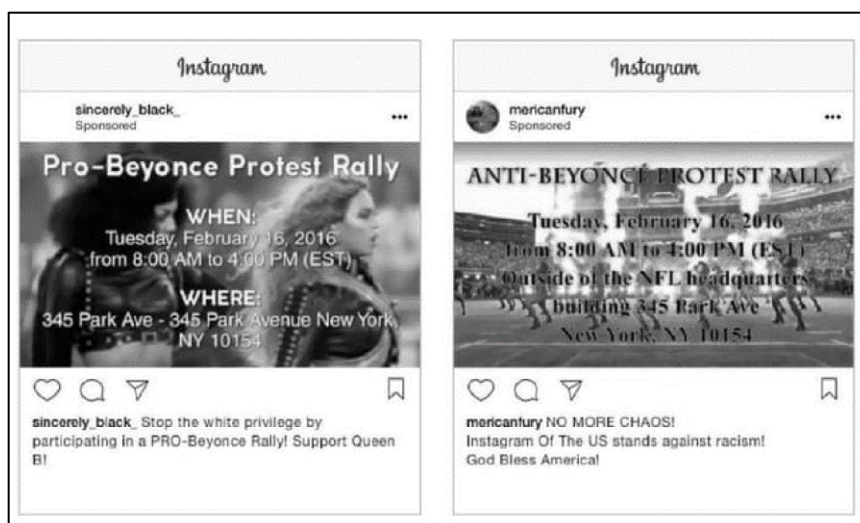 Instagram
sincerely_black_
Sponsored
Pro-Beyonce Protest Rally
WHEN:
Tuesday, February 16, 2016
from 8:00 AM to 4:00 PM (EST)
WHERE:
345 Park Ave - 345 Park Avenue New York,
NY 10154
sincerely_black_ Stop the white privilege by
participating in a PRO-Beyonce Rally! Support Queen
B!
Instagram
mericanfury
Sponsored
ANTI-BEYONCE PROTEST RALLY
Tuesday, February 16, 2016
from 8:00 AM to 4:00 PM (EST)
Outside of the NFL headquarters
building 345 Park Ave
New York, NY 10154
mericanfury NO MORE CHAOS!
Instagram Of The US stands against racism!
God Bless America!